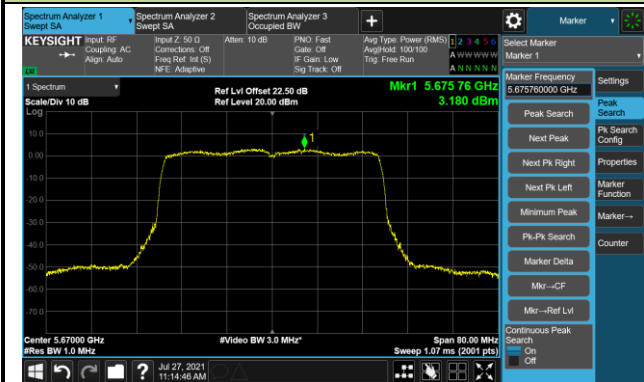 Spectrum Analyzer 1
Swept SA
Spectrum Analyzer 2
Swept SA
Spectrum Analyzer 3
Occupied BW
+
Marker
KEYSIGHT
LXI
Input: RF
Coupling: AC
Align: Auto
Input Z: 50 Ω
Corrections: Off
Freq Ref: Int (S)
NFE: Adaptive
Atten: 10 dB
PNO: Fast
Gate: Off
IF Gain: Low
Sig Track: Off
Avg Type: Power (RMS)
Avg|Hold: 100/100
Trig: Free Run
1 2 3 4 5 6
A W W W W W
A N N N N N
Select Marker
Marker 1
1 Spectrum
Scale/Div 10 dB
Log
Ref Lvl Offset 22.50 dB
Ref Level 20.00 dBm
Mkr1 5.675 76 GHz
3.180 dBm
10.0
0.00
-10.0
-20.0
-30.0
-40.0
-50.0
-60.0
-70.0
1
Center 5.67000 GHz
#Res BW 1.0 MHz
#Video BW 3.0 MHz*
Span 80.00 MHz
Sweep 1.07 ms (2001 pts)
Marker Frequency
5.675760000 GHz
Peak Search
Next Peak
Next Pk Right
Next Pk Left
Minimum Peak
Pk-Pk Search
Marker Delta
Mkr→CF
Mkr→Ref Lvl
Continuous Peak
Search
On
Off
Settings
Peak
Search
Pk Search
Config
Properties
Marker
Function
Marker→
Counter
?
Jul 27, 2021
11:14:46 AM